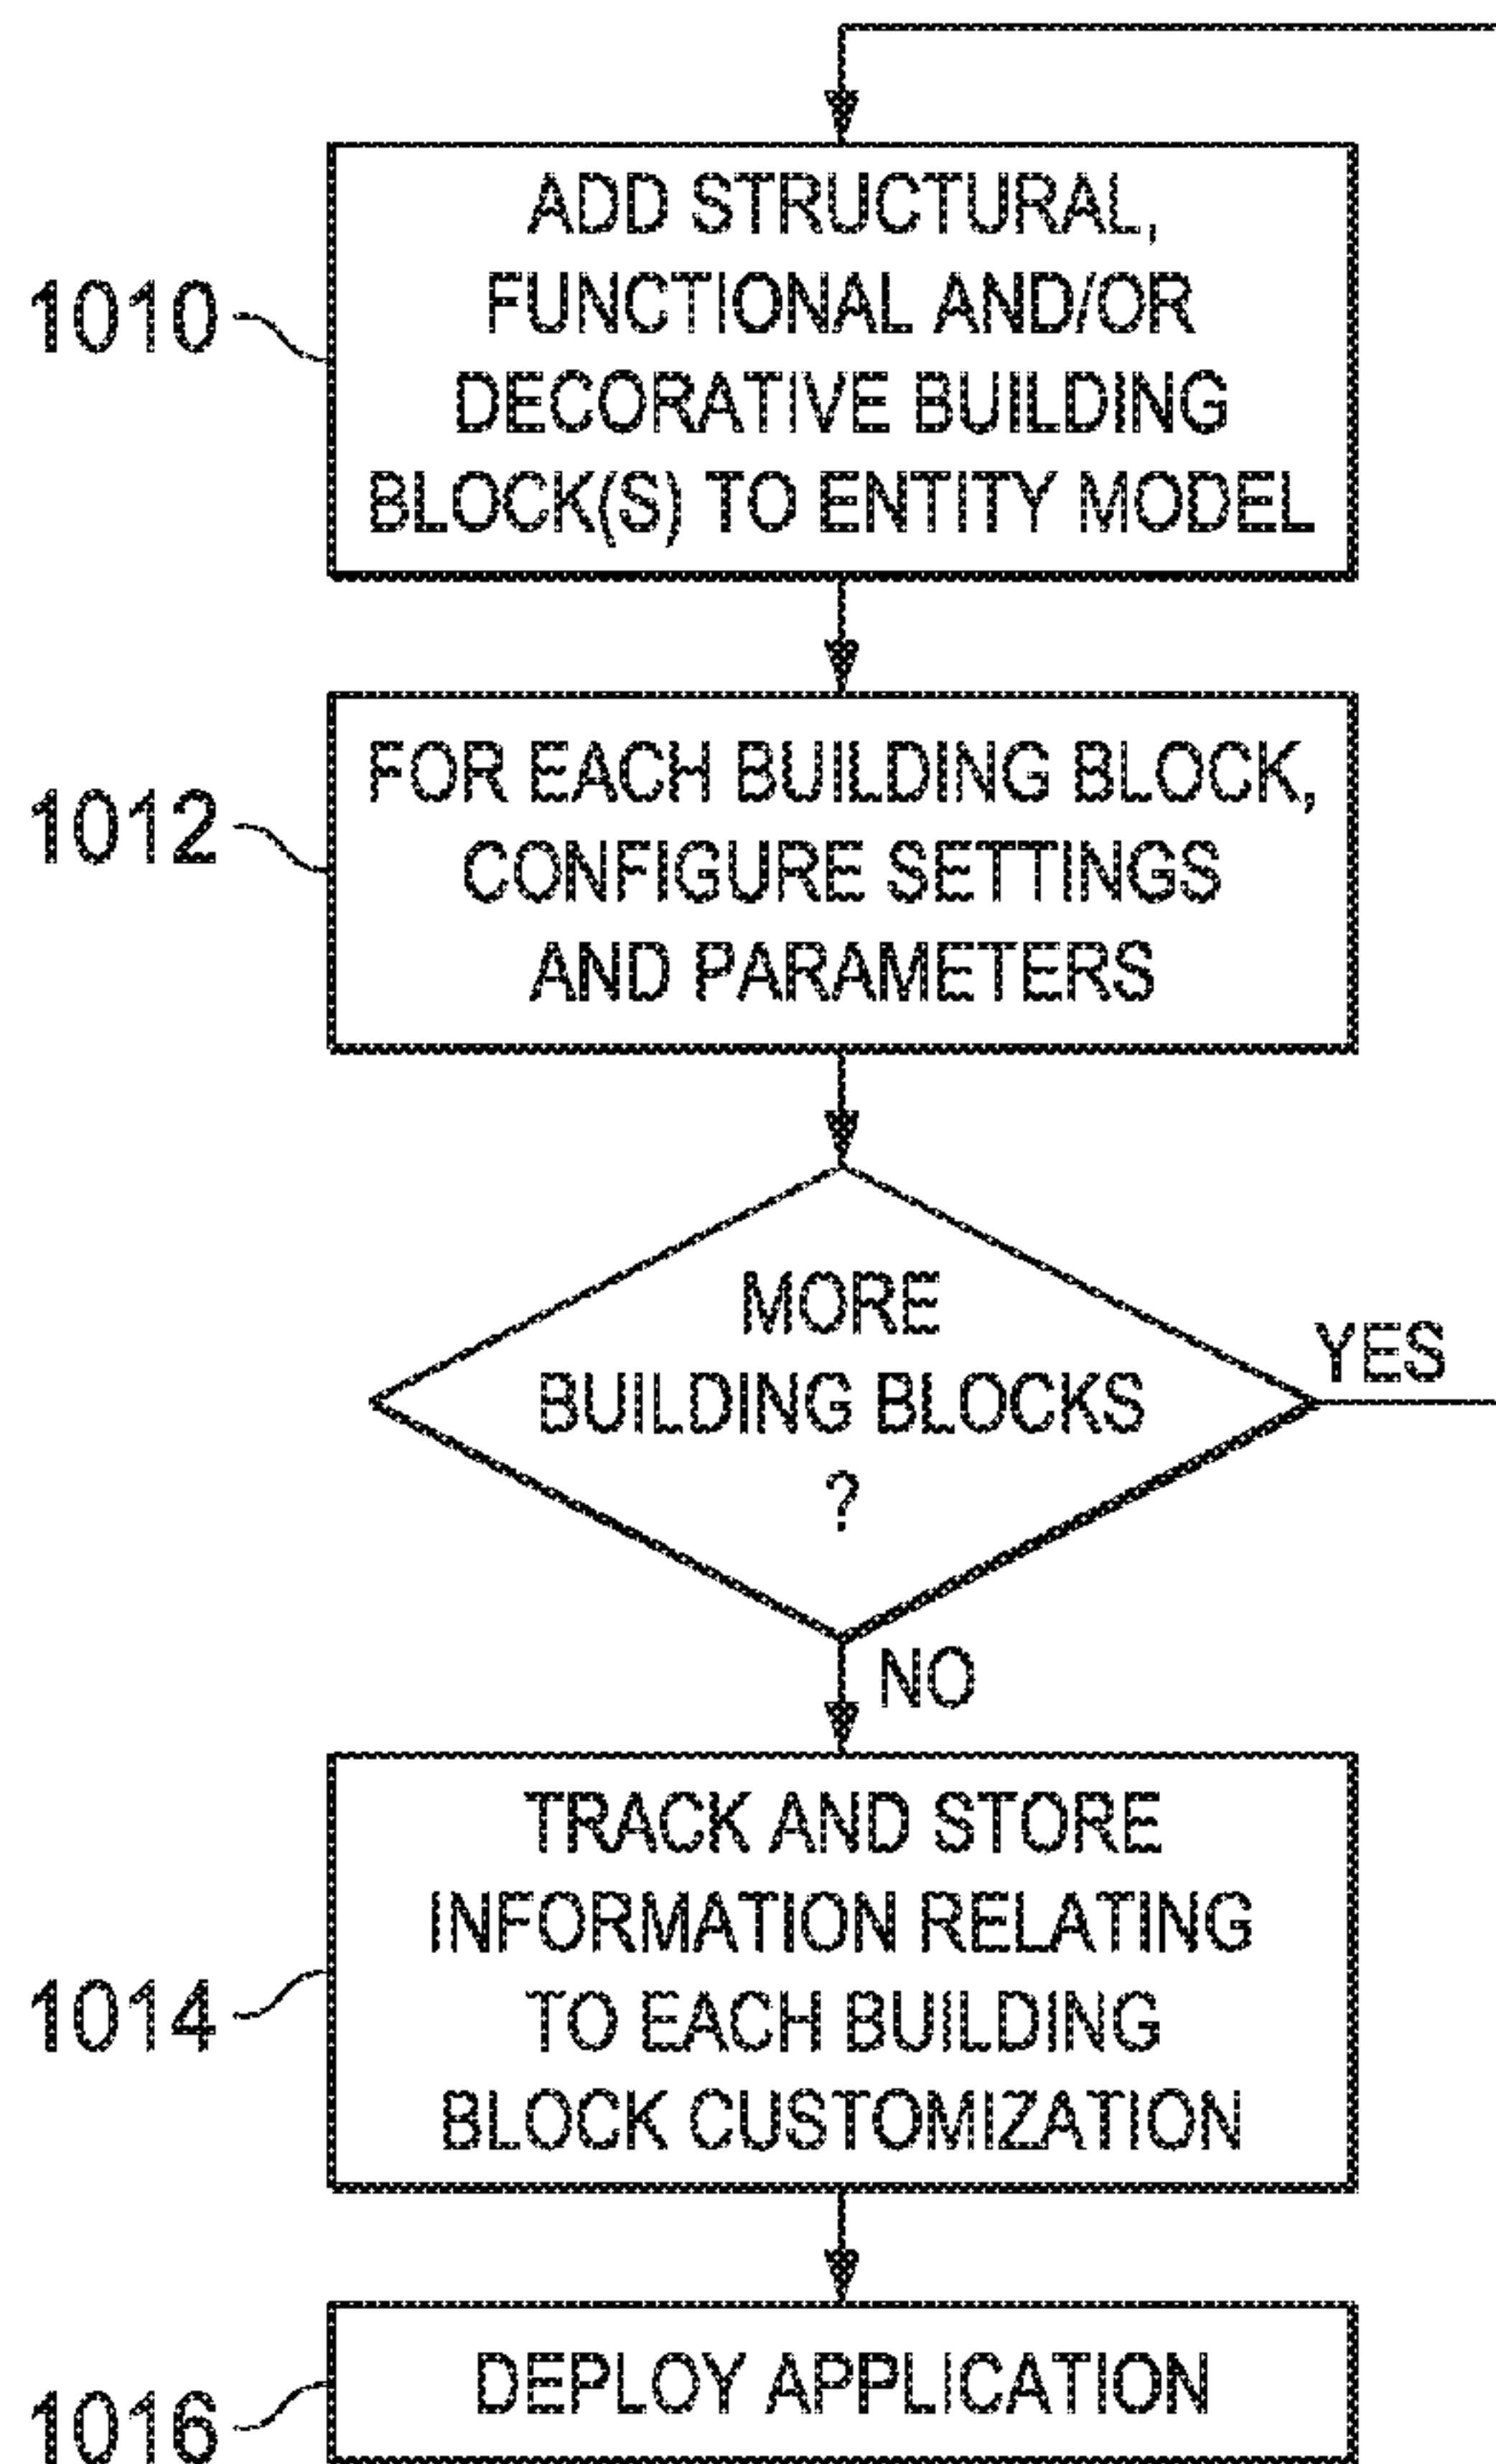 ADD STRUCTURAL,
FUNCTIONAL AND/OR
DECORATIVE BUILDING
BLOCK(S) TO ENTITY MODEL
1010
FOR EACH BUILDING BLOCK,
CONFIGURE SETTINGS
AND PARAMETERS
1012
MORE
BUILDING BLOCKS
?
YES
NO
TRACK AND STORE
INFORMATION RELATING
TO EACH BUILDING
BLOCK CUSTOMIZATION
1014
DEPLOY APPLICATION
1016